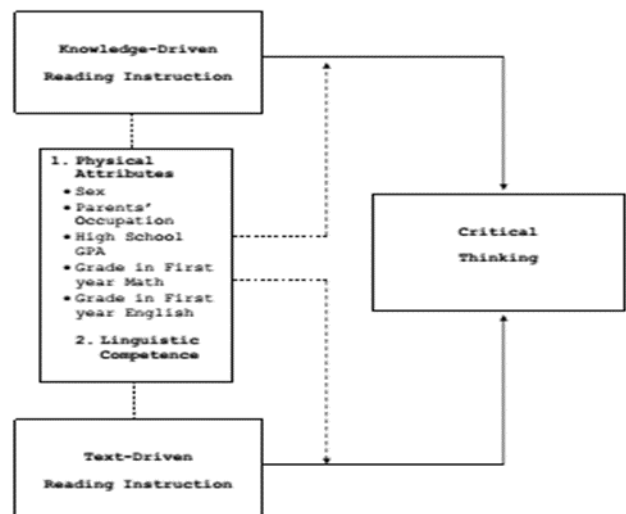 Knowledge-Driven
Reading Instruction
1. Physical
Attributes
• Sex
• Parents'
Occupation
• High School
GPA
• Grade in First
year Math
• Grade in First
year English
2. Linguistic
Competence
Critical
Thinking
Text-Driven
Reading Instruction